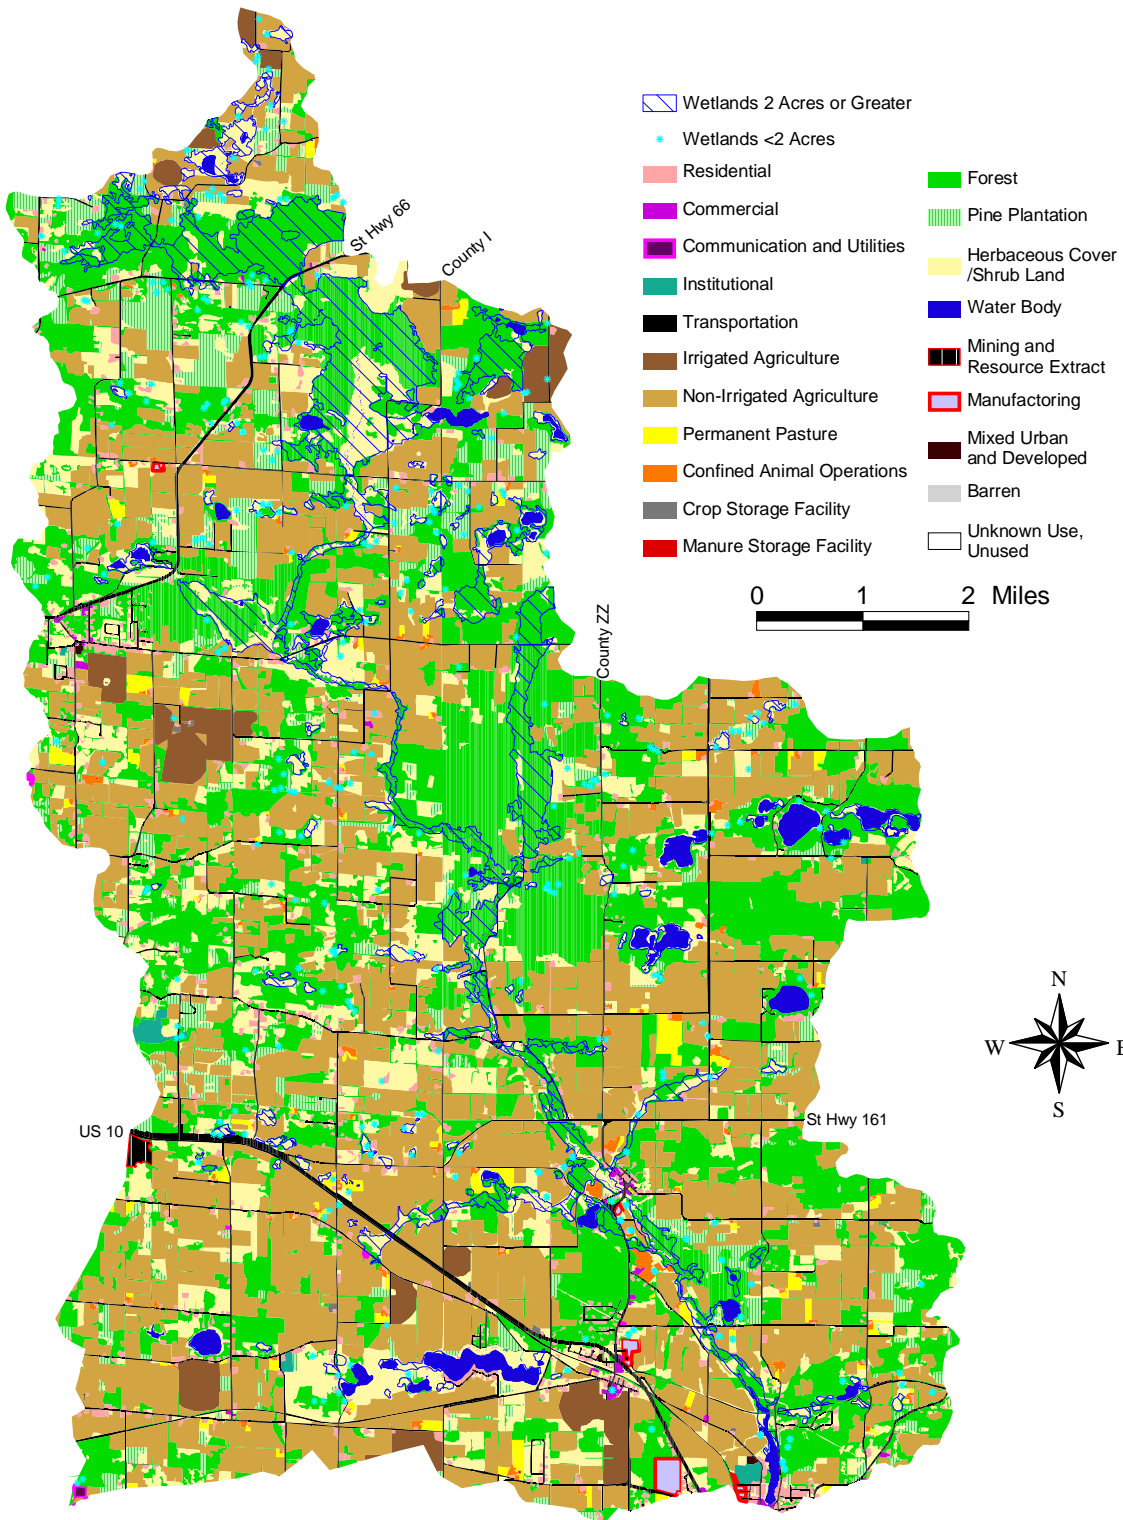 Wetlands 2 Acres or Greater
Wetlands <2 Acres
Residential
Commercial
Communication and Utilities
Institutional
Transportation
Irrigated Agriculture
Non-Irrigated Agriculture
Permanent Pasture
Confined Animal Operations
Crop Storage Facility
Manure Storage Facility
Forest
Pine Plantation
Herbaceous Cover
/Shrub Land
Water Body
Mining and
Resource Extract
Manufactoring
Mixed Urban
and Developed
Barren
Unknown Use,
Unused
St Hwy 66
County I
0 2 Miles
County ZZ
N
W E
S
US 10
St Hwy 161